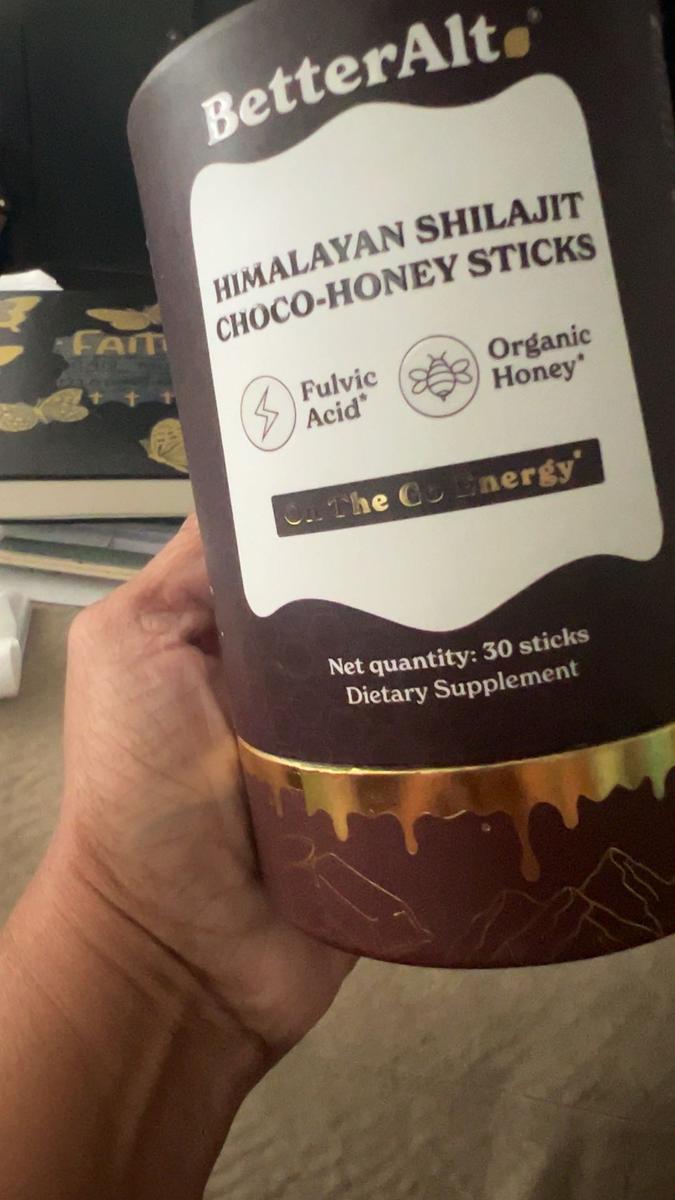 BetterAlt
HIMALAYAN SHILAJIT
CHOCO-HONEY STICKS
Fulvic
Acid*
Organic
Honey*
On The Go Energy*
Net quantity: 30 sticks
Dietary Supplement